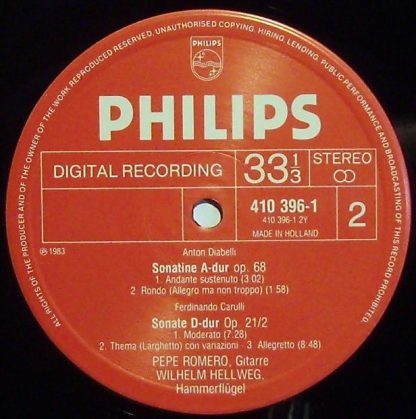 ALL RIGHTS OF THE PRODUCER AND OF THE OWNER OF THE WORK REPRODUCED RESERVED. UNAUTHORISED COPYING, HIRING, LENDING, PUBLIC PERFORMANCE AND BROADCASTING OF THIS RECORD PROHIBITED.
PHILIPS
PHILIPS
DIGITAL RECORDING
33 1/3
STEREO
410 396-1
410 396-1 2Y
MADE IN HOLLAND
2
℗ 1983
Anton Diabelli
Sonatine A-dur op. 68
1. Andante sustenuto (3 02)
2. Rondo (Allegro ma non troppo) (1 58)
Ferdinando Carulli
Sonate D-dur Op. 21/2
1. Moderato (7.28)
2. Thema (Larghetto) con variazioni - 3. Allegretto (8:48)
PEPE ROMERO, Gitarre
WILHELM HELLWEG,
Hammerflügel